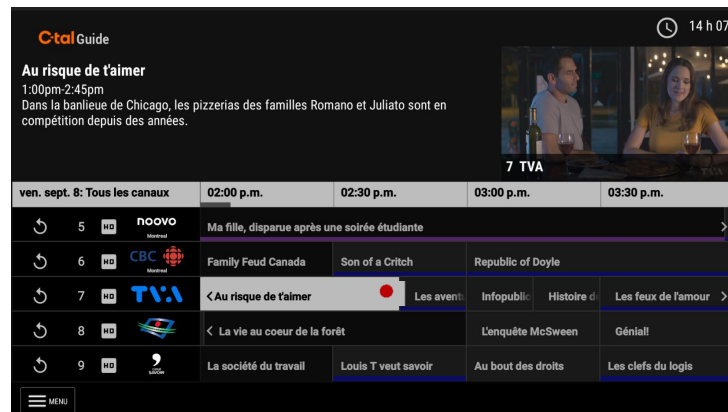 C·tal Guide
14 h 07
Au risque de t'aimer
1:00pm-2:45pm
Dans la banlieue de Chicago, les pizzerias des familles Romano et Juliato sont en
compétition depuis des années.
7 TVA
ven. sept. 8: Tous les canaux 02:00 p.m. 02:30 p.m. 03:00 p.m. 03:30 p.m.
5 HD noovo Montreal Ma fille, disparue après une soirée étudiante
6 HD CBC Montreal Family Feud Canada Son of a Critch Republic of Doyle
7 HD TVA Au risque de t'aimer Les aventu Infopublic Histoire d Les feux de l'amour
8 HD La vie au coeur de la forêt L'enquête McSween Génial!
9 HD savoir La société du travail Louis T veut savoir Au bout des droits Les clefs du logis
MENU